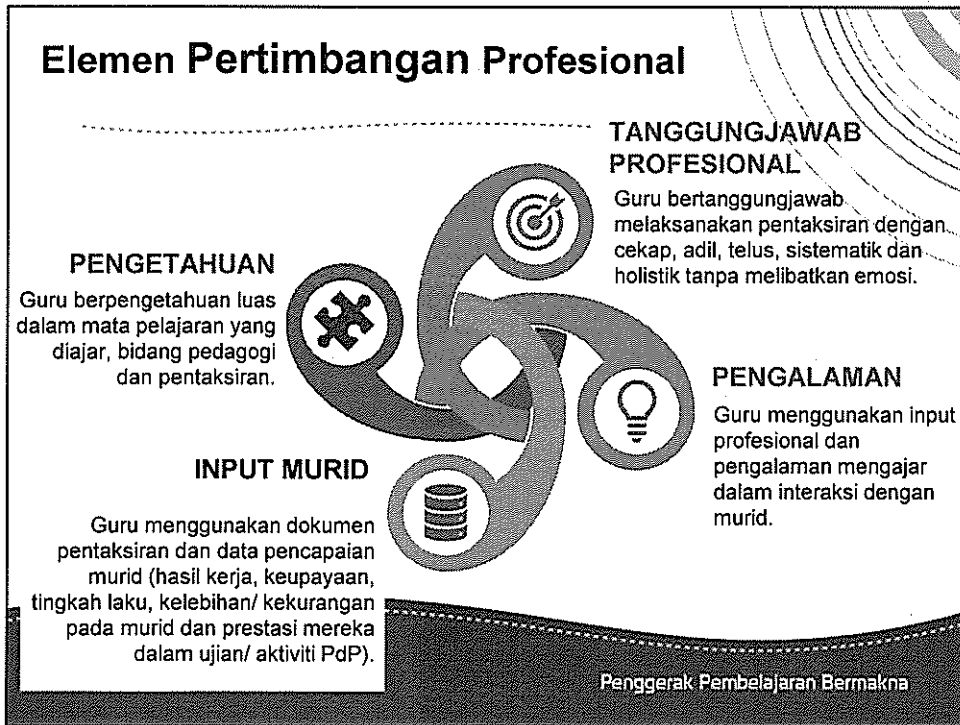 Elemen Pertimbangan Profesional
TANGGUNGJAWAB
PROFESIONAL
Guru bertanggungjawab
melaksanakan pentaksiran dengan
cekap, adil, telus, sistematik dan
holistik tanpa melibatkan emosi.
PENGETAHUAN
Guru berpengetahuan luas
dalam mata pelajaran yang
diajar, bidang pedagogi
dan pentaksiran.
PENGALAMAN
Guru menggunakan input
profesional dan
pengalaman mengajar
dalam interaksi dengan
murid.
INPUT MURID
Guru menggunakan dokumen
pentaksiran dan data pencapaian
murid (hasil kerja, keupayaan,
tingkah laku, kelebihan/ kekurangan
pada murid dan prestasi mereka
dalam ujian/ aktiviti PdP).
Penggerak Pembelajaran Bermakna